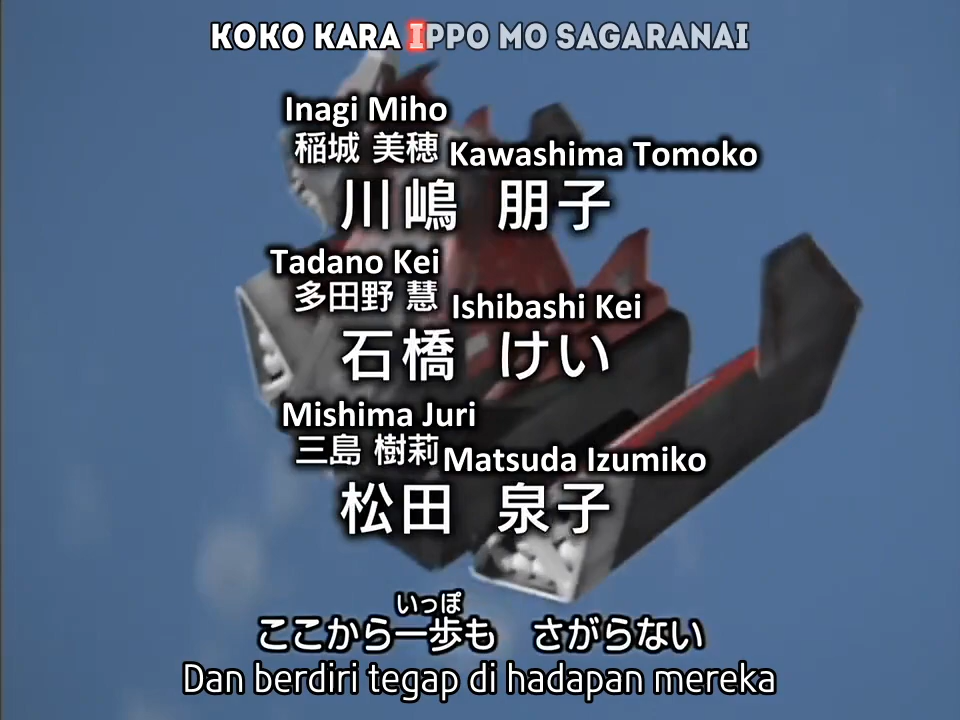 KOKO KARA IPPO MO SAGARANAI
Inagi Miho
稲城 美穂
Kawashima Tomoko
川嶋 朋子
Tadano Kei
多田野 慧
Ishibashi Kei
石橋 けい
Mishima Juri
三島 樹莉
Matsuda Izumiko
松田 泉子
いっぽ
ここから一歩も さがらない
Dan berdiri tegap di hadapan mereka